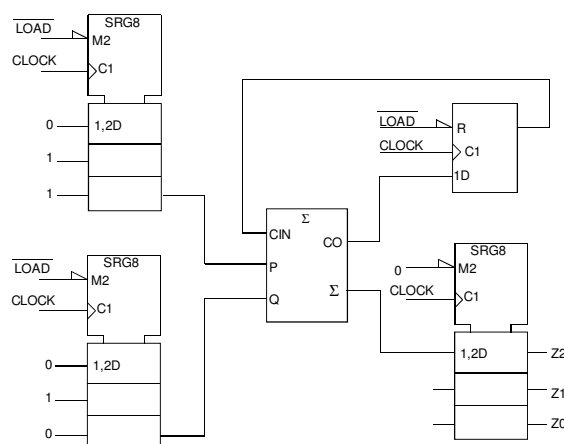 SRG8
LOAD
M2
CLOCK
C1
0
1,2D
1
1
LOAD
R
CLOCK
C1
1D
Σ
CIN
CO
P
Q
Σ
SRG8
LOAD
M2
CLOCK
C1
0
1,2D
1
0
SRG8
0
M2
CLOCK
C1
1,2D
Z2
Z1
Z0